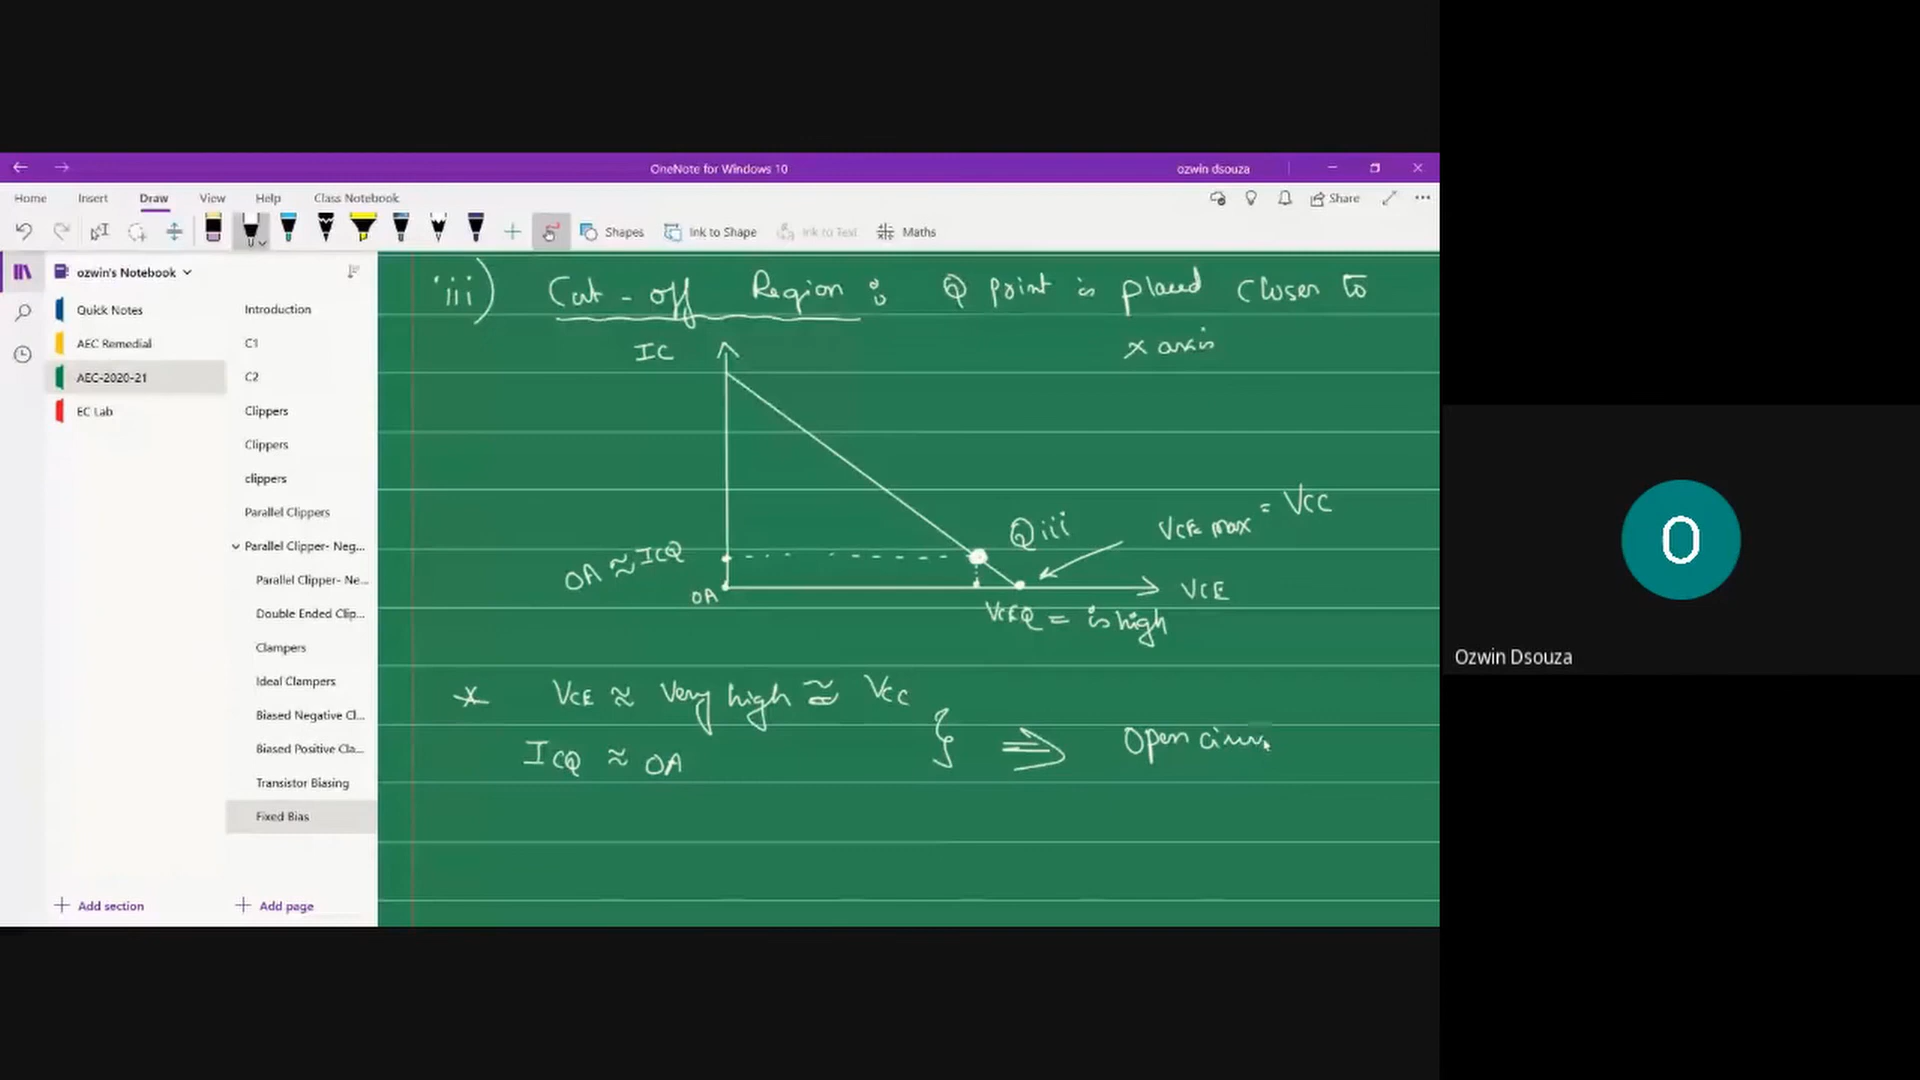 OneNote for Windows 10
ozwin dsouza
Home Insert Draw View Help Class Notebook
Share
Shapes Ink to Shape Ink to Text Maths
ozwin's Notebook
Quick Notes
AEC Remedial
AEC-2020-21
EC Lab
Add section
Introduction
C1
C2
Clippers
Clippers
clippers
Parallel Clippers
Parallel Clipper- Neg...
Parallel Clipper- Ne...
Double Ended Clip...
Clampers
Ideal Clampers
Biased Negative Cl...
Biased Positive Cla...
Transistor Biasing
Fixed Bias
Add page
iii) Cut-off Region : Q point is placed closer to
x axis
IC
Qiii
VCE max = VCC
0A ≈ ICQ
0A
VCE
VCEQ = is high
* VCE ≈ Very high ≅ VCC
ICQ ≈ 0A
} ⇒ Open
O
Ozwin Dsouza